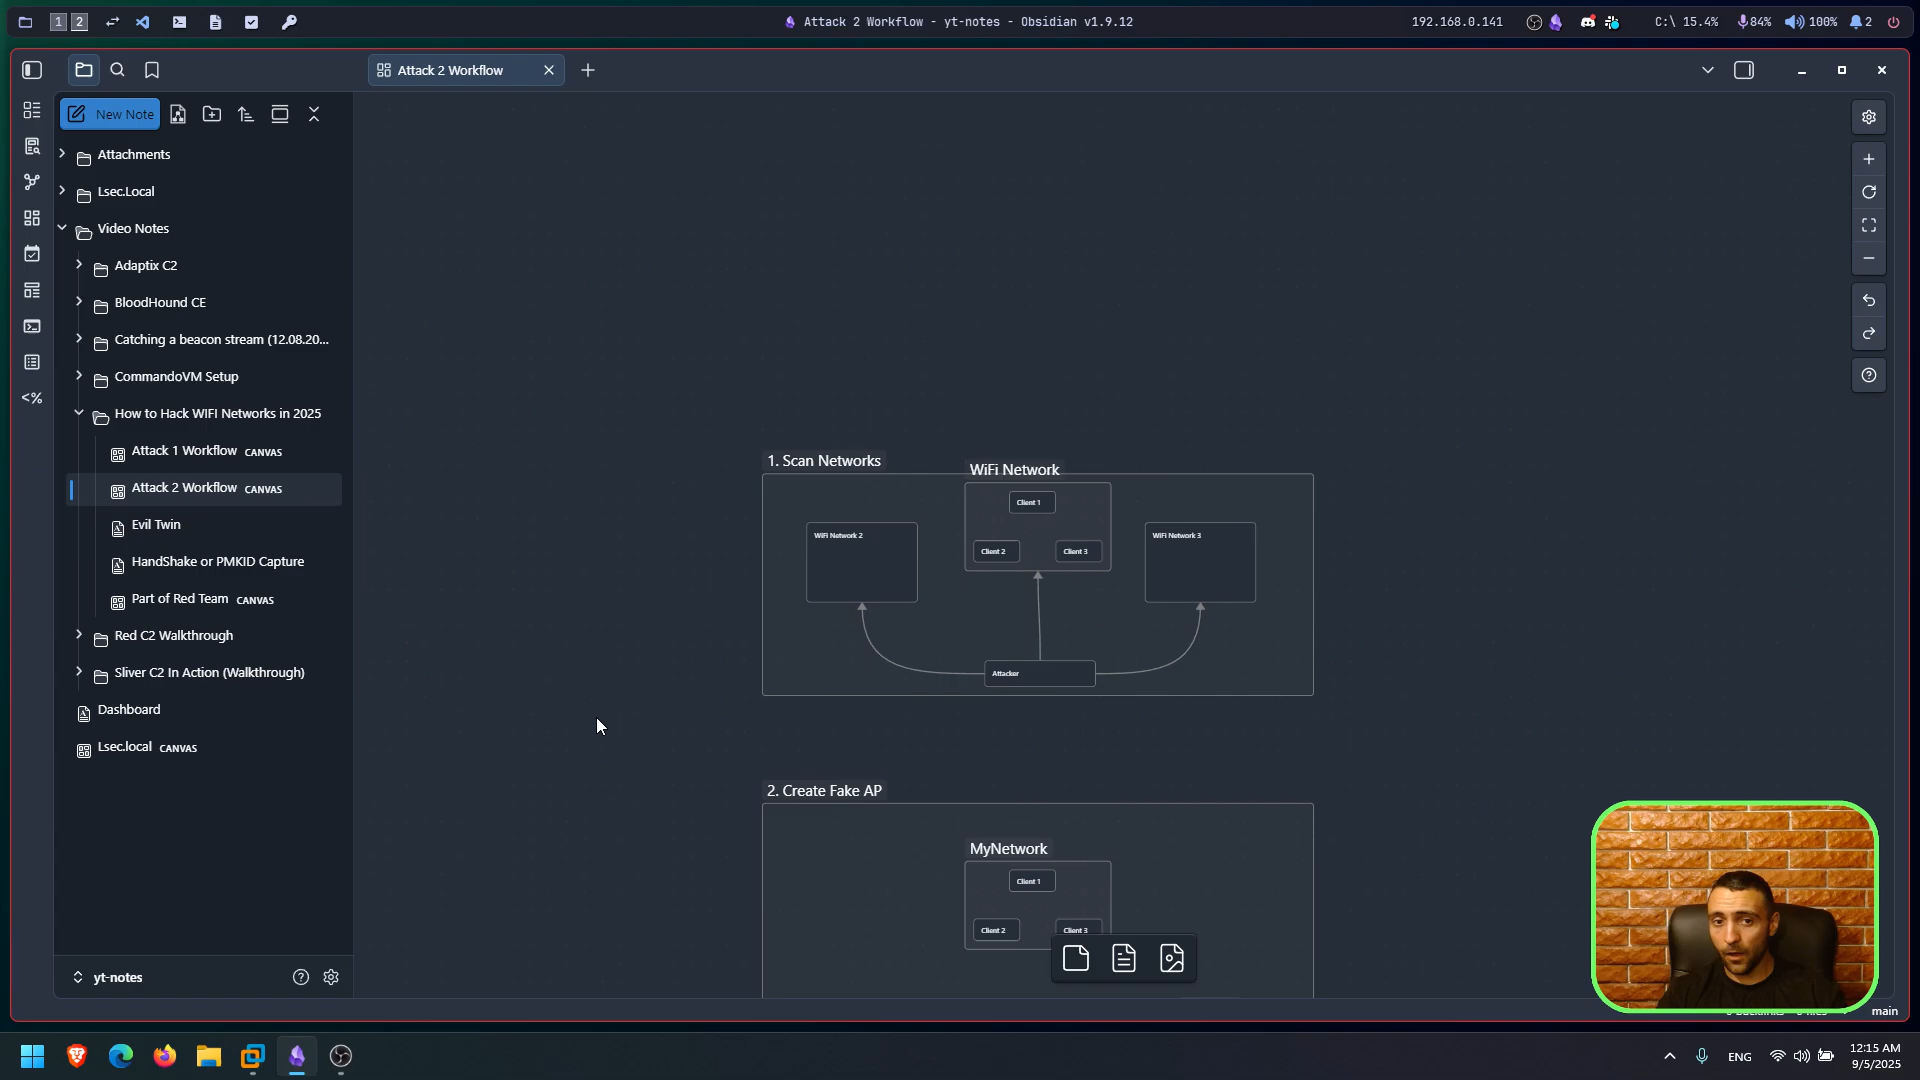 1 2
Attack 2 Workflow - yt-notes - Obsidian v1.9.12
192.168.0.141
C:\ 15.4%
84%
100%
2
Attack 2 Workflow
New Note
Attachments
Lsec.Local
Video Notes
Adaptix C2
BloodHound CE
Catching a beacon stream (12.08.20...
CommandoVM Setup
How to Hack WIFI Networks in 2025
Attack 1 Workflow CANVAS
Attack 2 Workflow CANVAS
Evil Twin
HandShake or PMKID Capture
Part of Red Team CANVAS
Red C2 Walkthrough
Sliver C2 In Action (Walkthrough)
Dashboard
Lsec.local CANVAS
yt-notes
<%
1. Scan Networks
WiFi Network
Client 1
WiFi Network 2
WiFi Network 3
Client 2
Client 3
Attacker
2. Create Fake AP
MyNetwork
Client 1
Client 2
Client 3
main
ENG
12:15 AM
9/5/2025